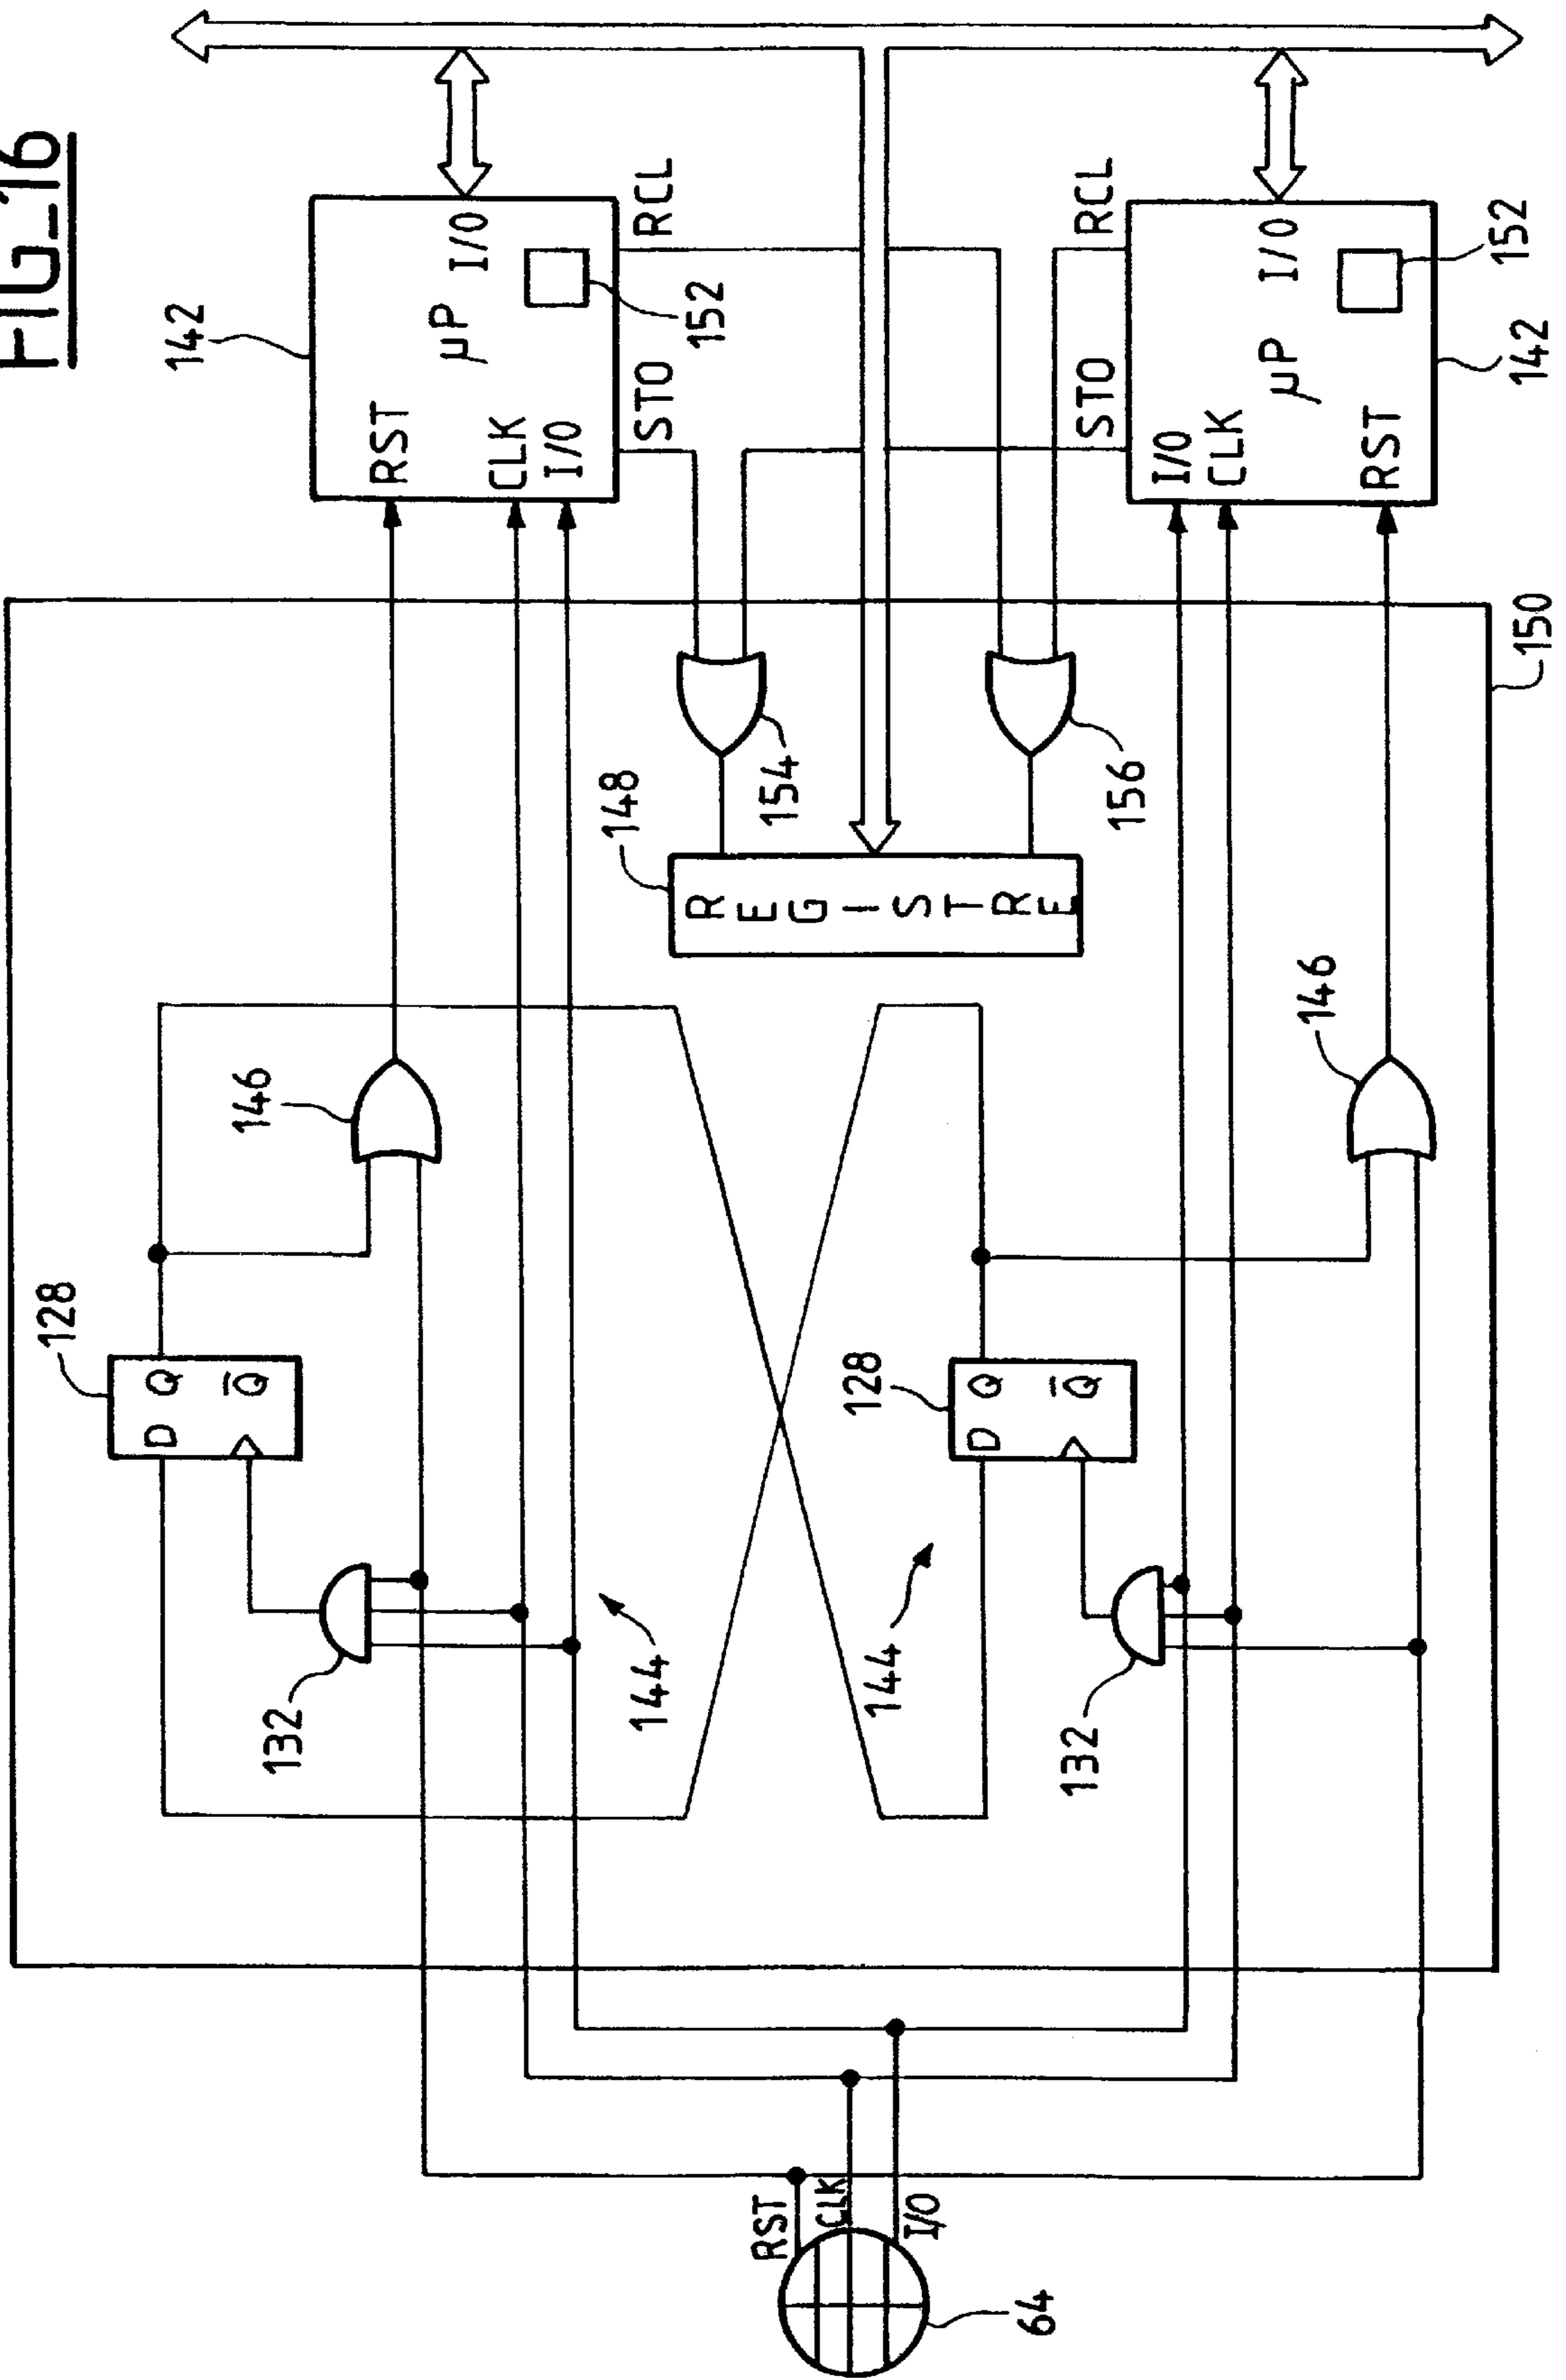 FIG_16
142
RST
µP
I/O
CLK
I/O
152
STO
RCL
128
D Q
Q̅
146
132
144
148
REGISTRE
154
156
144
128
D Q
Q̅
132
146
STO
RCL
I/O
CLK
µP
I/O
RST
152
142
150
RST
CLK
I/O
64